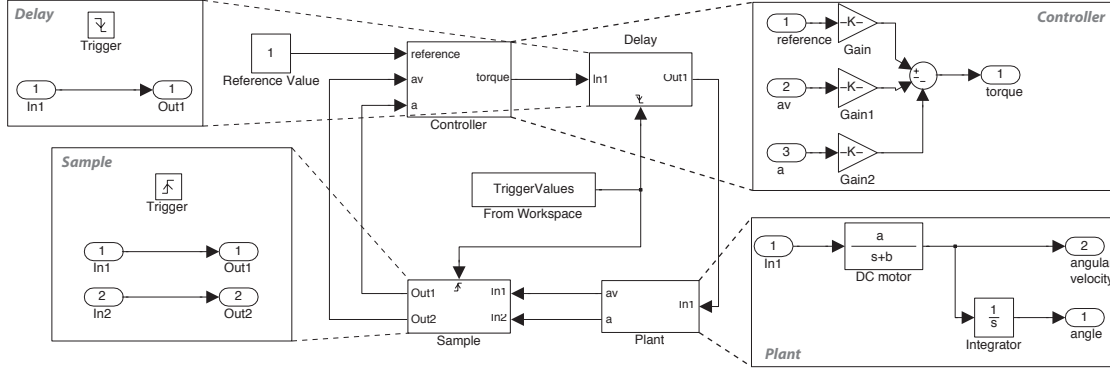 Delay
Trigger
1
In1
1
Out1
1
Reference Value
reference
av
a
torque
Controller
Delay
In1
Out1
Controller
1
reference
-K-
Gain
2
av
-K-
Gain1
3
a
-K-
Gain2
+
−
−
1
torque
Sample
Trigger
1
In1
1
Out1
2
In2
2
Out2
TriggerValues
From Workspace
Out1
Out2
In1
In2
Sample
av
a
In1
Plant
1
In1
a
s+b
DC motor
2
angular
velocity
1
s
Integrator
1
angle
Plant